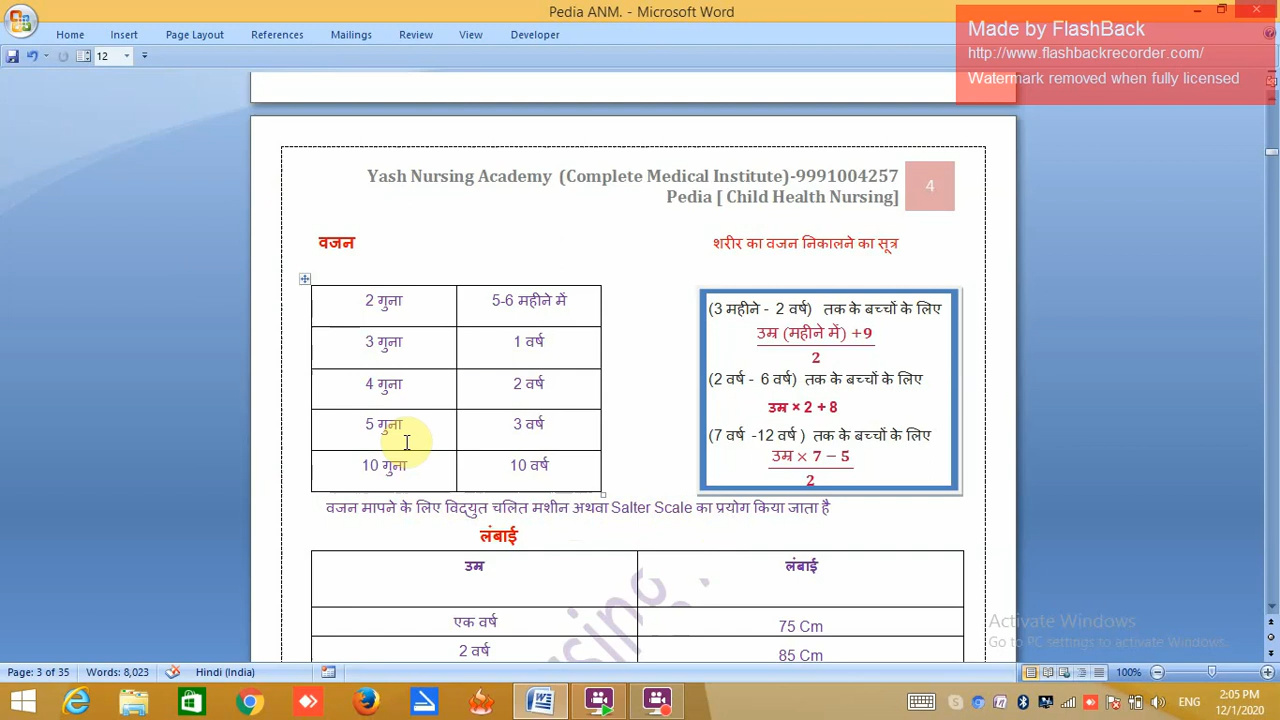 Pedia ANM. - Microsoft Word
Made by FlashBack
http://www.flashbackrecorder.com/
Watermark removed when fully licensed
Home Insert Page Layout References Mailings Review View Developer
12
Yash Nursing Academy (Complete Medical Institute)-9991004257
Pedia [ Child Health Nursing]
4
वजन
शरीर का वजन निकालने का सूत्र
2 गुना 5-6 महीने में
3 गुना 1 वर्ष
4 गुना 2 वर्ष
5 गुना 3 वर्ष
10 गुना 10 वर्ष
(3 महीने - 2 वर्ष) तक के बच्चों के लिए
उम्र (महीने में) +9
2
(2 वर्ष - 6 वर्ष) तक के बच्चों के लिए
उम्र × 2 + 8
(7 वर्ष -12 वर्ष ) तक के बच्चों के लिए
उम्र × 7 − 5
2
वजन मापने के लिए विद्युत चलित मशीन अथवा Salter Scale का प्रयोग किया जाता है
लंबाई
उम्र लंबाई
एक वर्ष 75 Cm
2 वर्ष 85 Cm
Activate Windows
Go to PC settings to activate Windows.
Page: 3 of 35 Words: 8,023 Hindi (India) 100%
ENG
2:05 PM
12/1/2020